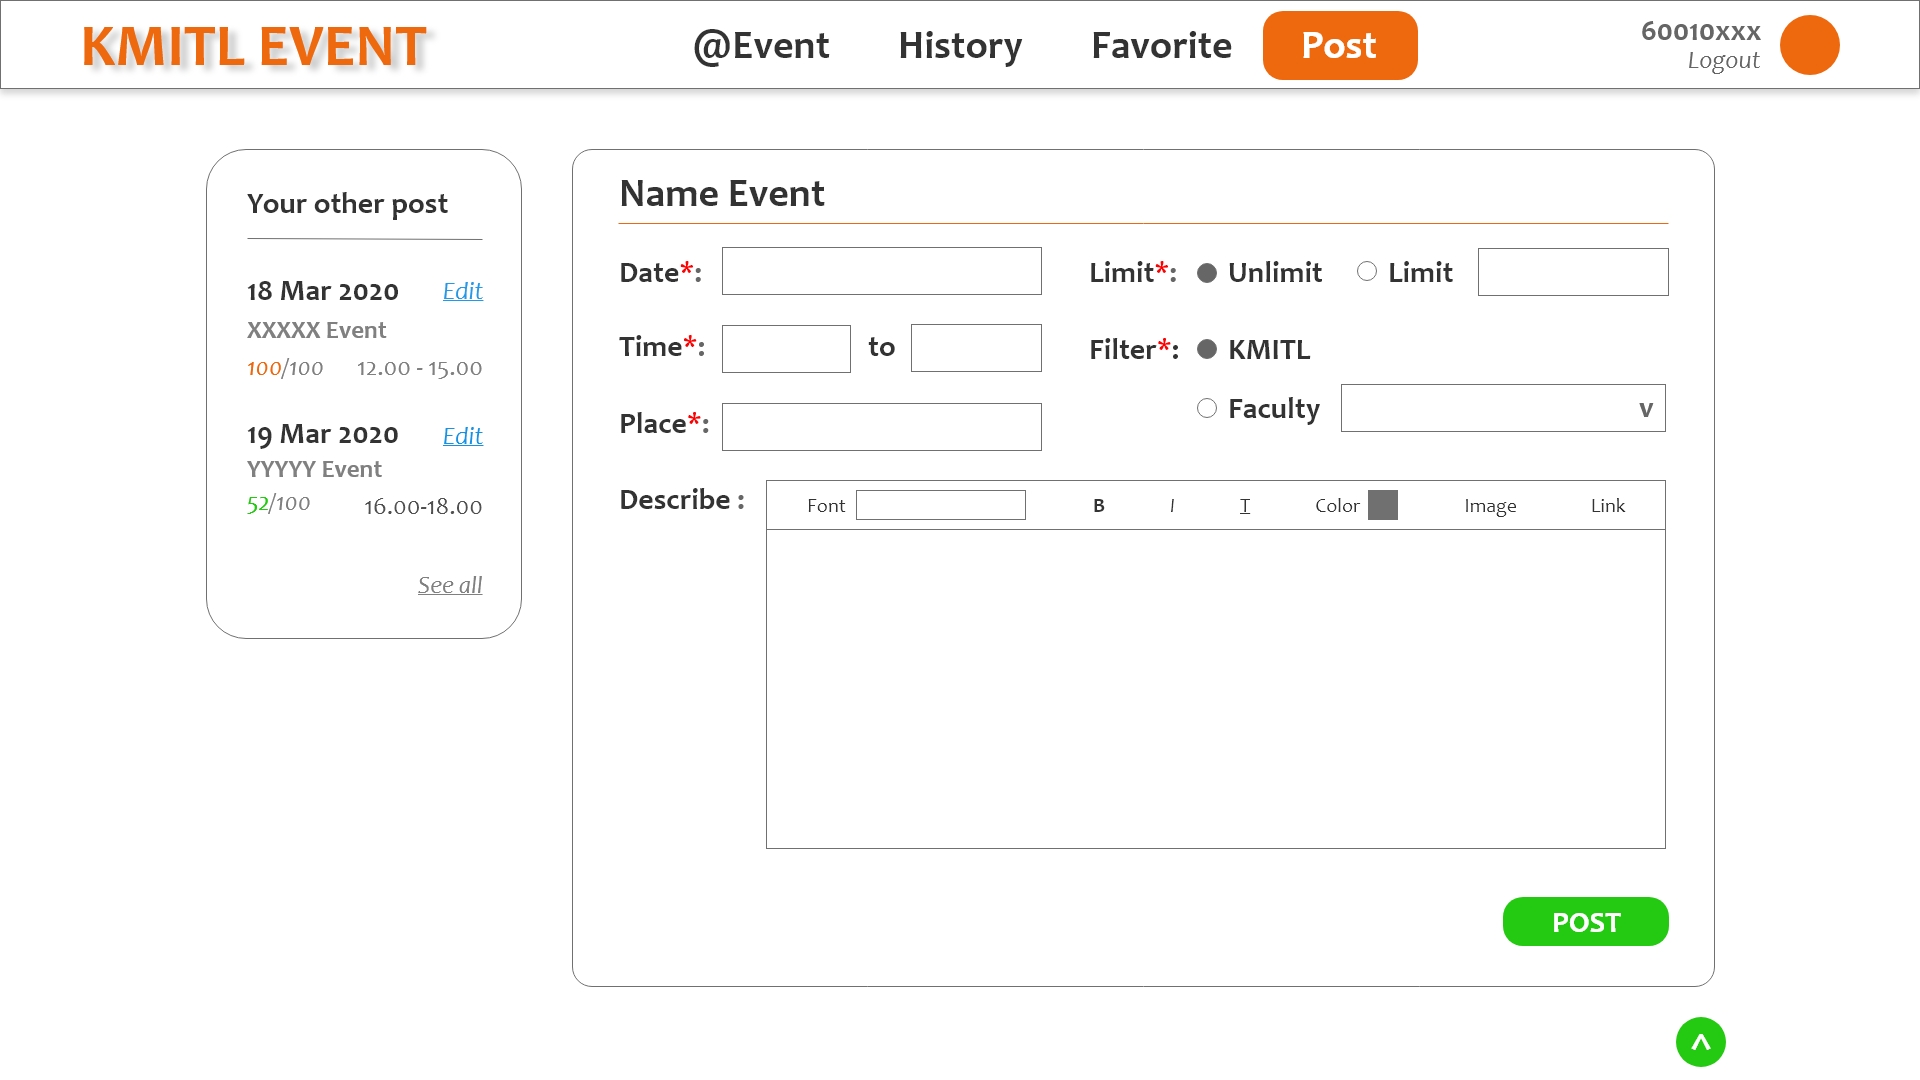 KMITL EVENT
@Event History Favorite Post
60010xxx
Logout
Your other post
18 Mar 2020 Edit
XXXXX Event
100/100 12.00 - 15.00
19 Mar 2020 Edit
YYYYY Event
52/100 16.00-18.00
See all
Name Event
Date*: Limit*: Unlimit Limit
Time*: to Filter*: KMITL
Faculty v
Place*:
Describe : Font B I T Color Image Link
POST
^